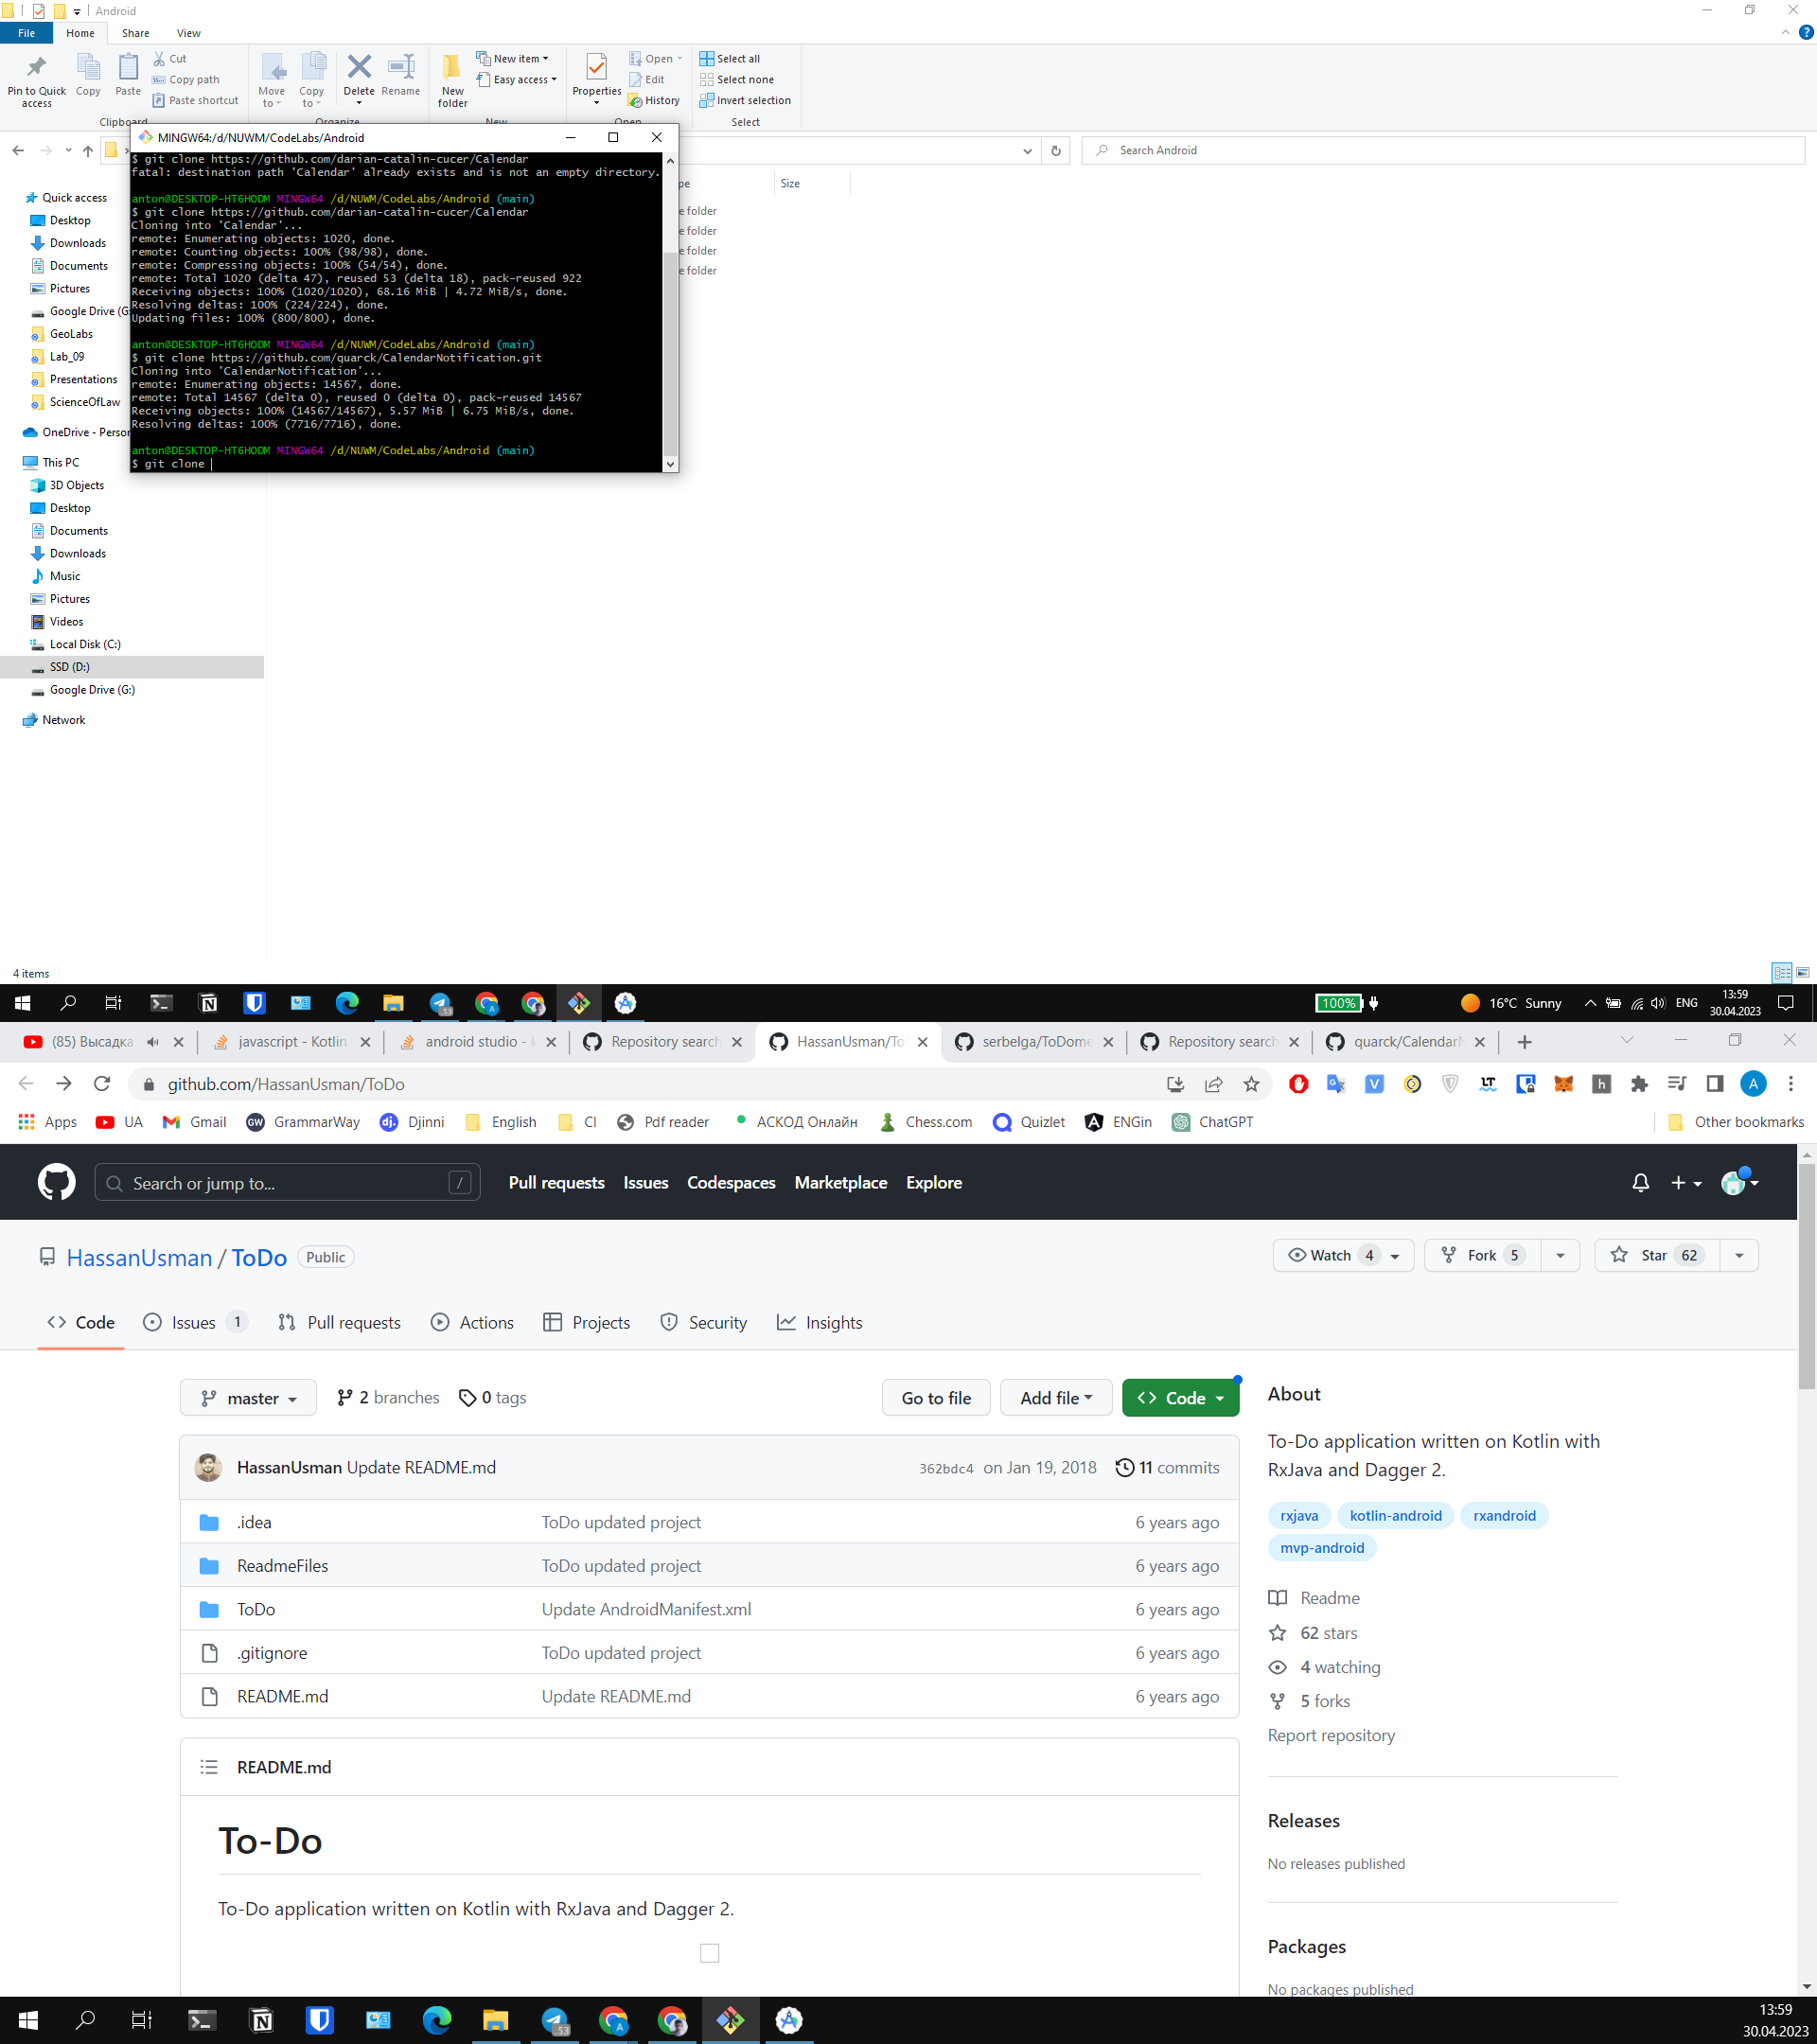 Android
File Home Share View
Pin to Quick access
Copy
Paste
Cut
Copy path
Paste shortcut
Clipboard
Move to
Copy to
Delete
Rename
Organize
New folder
New item
Easy access
New
Properties
Open
Edit
History
Open
Select all
Select none
Invert selection
Select
Search Android
Size
e folder
e folder
e folder
e folder
Quick access
Desktop
Downloads
Documents
Pictures
Google Drive (G:
GeoLabs
Lab_09
Presentations
ScienceOfLaw
OneDrive - Person
This PC
3D Objects
Desktop
Documents
Downloads
Music
Pictures
Videos
Local Disk (C:)
SSD (D:)
Google Drive (G:)
Network
MINGW64:/d/NUWM/CodeLabs/Android
$ git clone https://github.com/darian-catalin-cucer/Calendar
fatal: destination path 'Calendar' already exists and is not an empty directory.
anton@DESKTOP-HT6HODM MINGW64 /d/NUWM/CodeLabs/Android (main)
$ git clone https://github.com/darian-catalin-cucer/Calendar
Cloning into 'Calendar'...
remote: Enumerating objects: 1020, done.
remote: Counting objects: 100% (98/98), done.
remote: Compressing objects: 100% (54/54), done.
remote: Total 1020 (delta 47), reused 53 (delta 18), pack-reused 922
Receiving objects: 100% (1020/1020), 68.16 MiB | 4.72 MiB/s, done.
Resolving deltas: 100% (224/224), done.
Updating files: 100% (800/800), done.
anton@DESKTOP-HT6HODM MINGW64 /d/NUWM/CodeLabs/Android (main)
$ git clone https://github.com/quarck/CalendarNotification.git
Cloning into 'CalendarNotification'...
remote: Enumerating objects: 14567, done.
remote: Total 14567 (delta 0), reused 0 (delta 0), pack-reused 14567
Receiving objects: 100% (14567/14567), 5.57 MiB | 6.75 MiB/s, done.
Resolving deltas: 100% (7716/7716), done.
anton@DESKTOP-HT6HODM MINGW64 /d/NUWM/CodeLabs/Android (main)
$ git clone
4 items
53
100%
16°C Sunny
ENG
13:59
30.04.2023
(85) Высадка
javascript - Kotlin
android studio - k
Repository search
HassanUsman/To
serbelga/ToDome
Repository search
quarck/CalendarN
github.com/HassanUsman/ToDo
Apps UA Gmail GrammarWay Djinni English CI Pdf reader АСКОД Онлайн Chess.com Quizlet ENGin ChatGPT Other bookmarks
Search or jump to... /
Pull requests Issues Codespaces Marketplace Explore
HassanUsman / ToDo Public
Watch 4 Fork 5 Star 62
Code Issues 1 Pull requests Actions Projects Security Insights
master 2 branches 0 tags Go to file Add file Code
HassanUsman Update README.md 362bdc4 on Jan 19, 2018 11 commits
.idea ToDo updated project 6 years ago
ReadmeFiles ToDo updated project 6 years ago
ToDo Update AndroidManifest.xml 6 years ago
.gitignore ToDo updated project 6 years ago
README.md Update README.md 6 years ago
README.md
To-Do
To-Do application written on Kotlin with RxJava and Dagger 2.
About
To-Do application written on Kotlin with
RxJava and Dagger 2.
rxjava kotlin-android rxandroid
mvp-android
Readme
62 stars
4 watching
5 forks
Report repository
Releases
No releases published
Packages
No packages published
53
13:59
30.04.2023